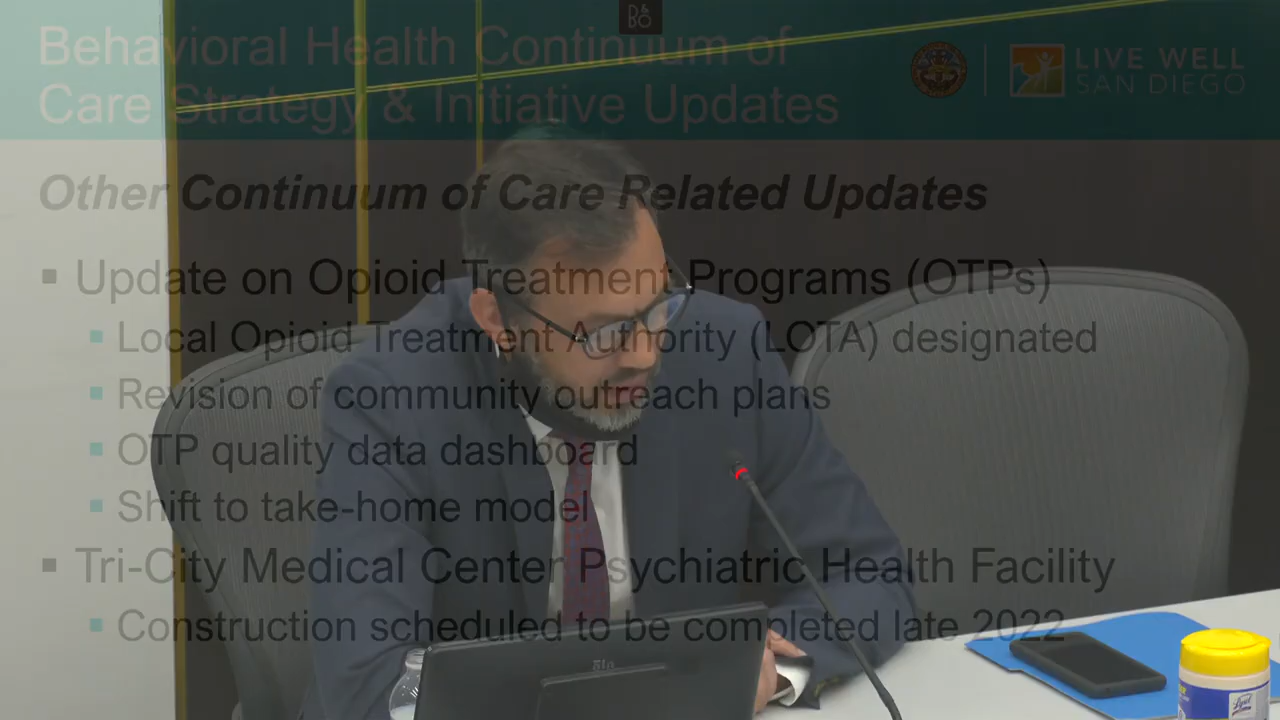 Behavioral Health Continuum of
Care Strategy & Initiative Updates
LIVE WELL
SAN DIEGO
Other Continuum of Care Related Updates
Update on Opioid Treatment Programs (OTPs)
Local Opioid Treatment Authority (LOTA) designated
Revision of community outreach plans
OTP quality data dashboard
Shift to take-home model
Tri-City Medical Center Psychiatric Health Facility
Construction scheduled to be completed late 2022
Lysol